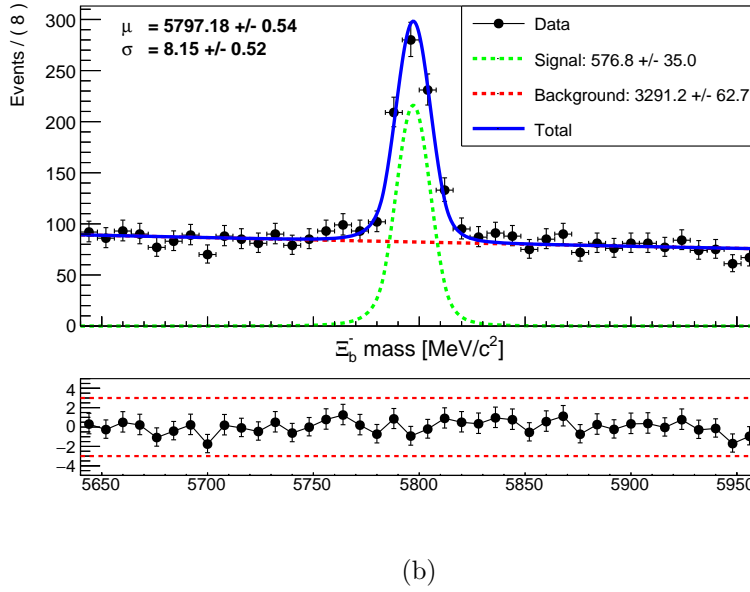 μ = 5797.18 +/- 0.54
σ = 8.15 +/- 0.52
Data
Signal: 576.8 +/- 35.0
Background: 3291.2 +/- 62.7
Total
Events / ( 8 )
300
250
200
150
100
50
0
Ξb- mass [MeV/c2]
4
2
0
−2
−4
5650 5700 5750 5800 5850 5900 5950
(b)